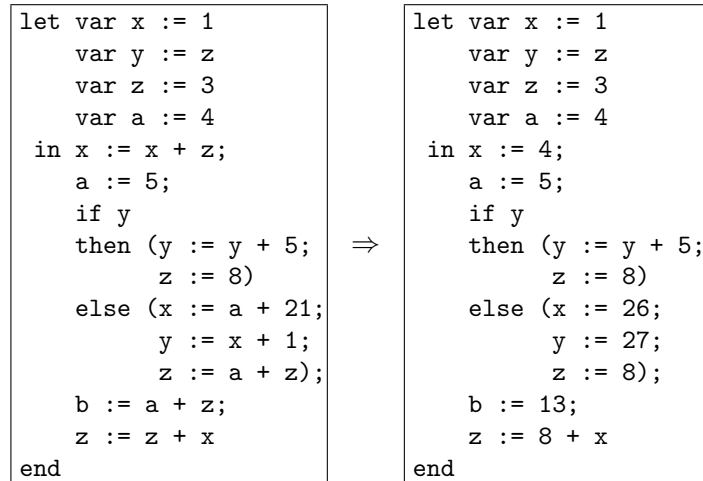 let var x := 1
    var y := z
    var z := 3
    var a := 4
 in x := x + z;
    a := 5;
    if y
    then (y := y + 5;
          z := 8)
    else (x := a + 21;
          y := x + 1;
          z := a + z);
    b := a + z;
    z := z + x
end
⇒
let var x := 1
    var y := z
    var z := 3
    var a := 4
 in x := 4;
    a := 5;
    if y
    then (y := y + 5;
          z := 8)
    else (x := 26;
          y := 27;
          z := 8);
    b := 13;
    z := 8 + x
end